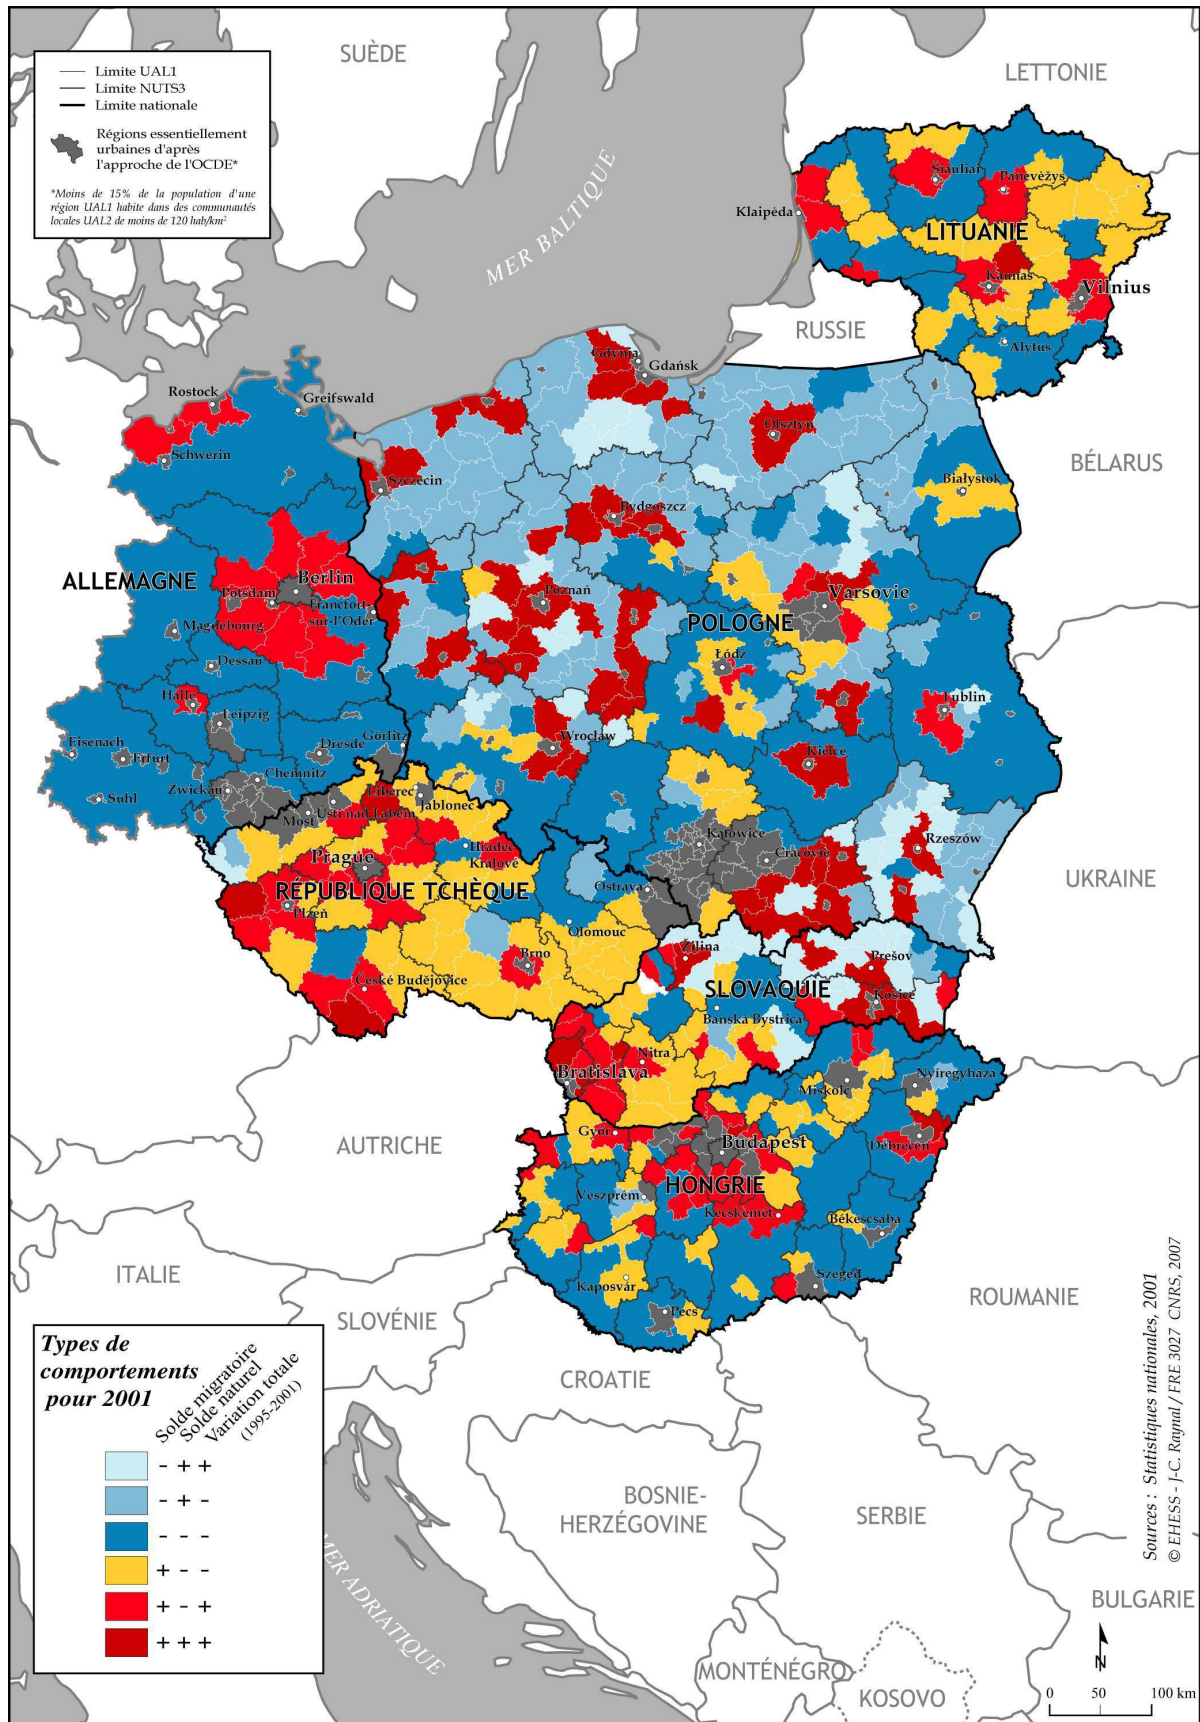 SUÈDE
LETTONIE
Limite UAL1
Limite NUTS3
Limite nationale
Régions essentiellement
urbaines d'après
l'approche de l'OCDE*
*Moins de 15% de la population d'une
région UAL1 habite dans des communautés
locales UAL2 de moins de 120 hab/km²
MER BALTIQUE
Šiauliai
Panevėžys
Klaipėda
LITUANIE
Kaunas
Vilnius
RUSSIE
Alytus
Gdynia
Gdańsk
Rostock
Greifswald
Olsztyn
Schwerin
Szczecin
BÉLARUS
Białystok
Bydgoszcz
ALLEMAGNE
Berlin
Potsdam
Francfort-
sur-l'Oder
Poznań
Varsovie
POLOGNE
Magdebourg
Dessau
Łódź
Halle
Leipzig
Lublin
Eisenach
Erfurt
Dresde
Görlitz
Wrocław
Kielce
Suhl
Zwickau
Chemnitz
Liberec
Jablonec
Most
Ustí nad Labem
Katowice
Cracovie
Rzeszów
Prague
Hradec
Králové
UKRAINE
RÉPUBLIQUE TCHÈQUE
Ostrava
Plzeň
Olomouc
Brno
Žilina
Prešov
České Budějovice
SLOVAQUIE
Košice
Banská Bystrica
Nitra
Bratislava
Miskolc
Nyíregyháza
AUTRICHE
Győr
Budapest
Debrecen
HONGRIE
Veszprém
Kecskemét
Békéscsaba
ITALIE
Kaposvár
Szeged
ROUMANIE
Pécs
SLOVÉNIE
CROATIE
Types de
comportements
pour 2001
Solde migratoire
Solde naturel
Variation totale
(1995-2001)
- + +
- + -
- - -
+ - -
+ - +
+ + +
BOSNIE-
HERZÉGOVINE
SERBIE
MER ADRIATIQUE
BULGARIE
MONTÉNÉGRO
KOSOVO
N
0 50 100 km
Sources : Statistiques nationales, 2001
© EHESS - J-C. Raynal / FRE 3027 CNRS, 2007